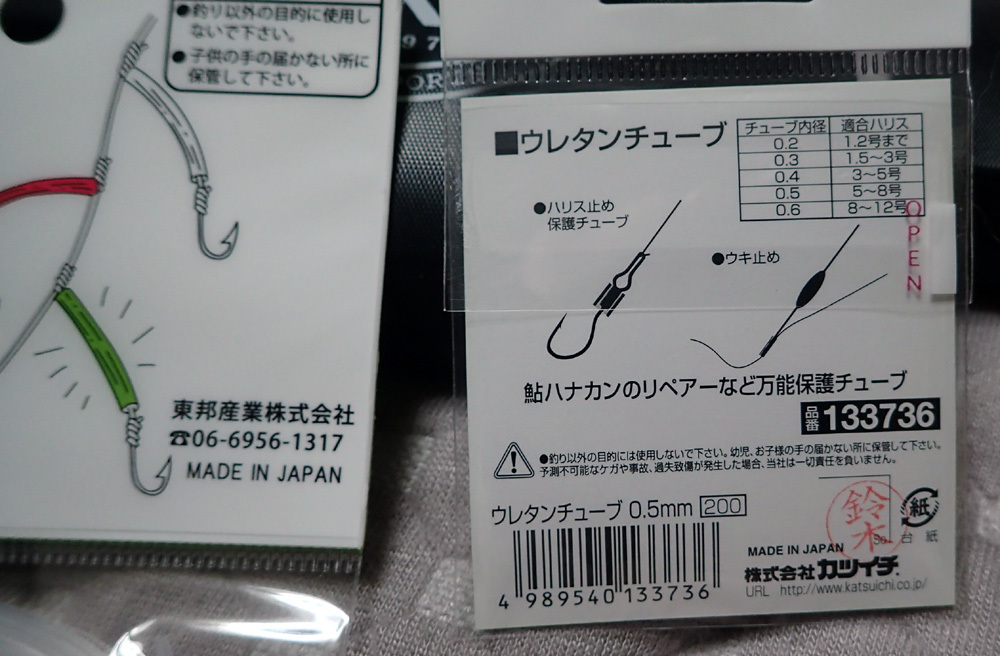 ●釣り以外の目的に使用し
ないで下さい。
●子供の手の届かない所に
保管して下さい。
東邦産業株式会社
☎06-6956-1317
MADE IN JAPAN
9 7
OR
■ウレタンチューブ
チューブ内径 適合ハリス
0.2 1.2号まで
0.3 1.5〜3号
0.4 3〜5号
0.5 5〜8号
0.6 8〜12号
OPEN
●ハリス止め
保護チューブ
●ウキ止め
鮎ハナカンのリペアーなど万能保護チューブ
品番 133736
●釣り以外の目的には使用しないで下さい。幼児、お子様の手の届かない所に保管して下さい。
予測不可能なケガや事故、過失致傷が発生した場合、当社は一切責任を負いません。
ウレタンチューブ 0.5mm 200
4 989540 133736
鈴木
紙
台紙
MADE IN JAPAN
株式会社 カツイチ
URL http://www.katsuichi.co.jp/